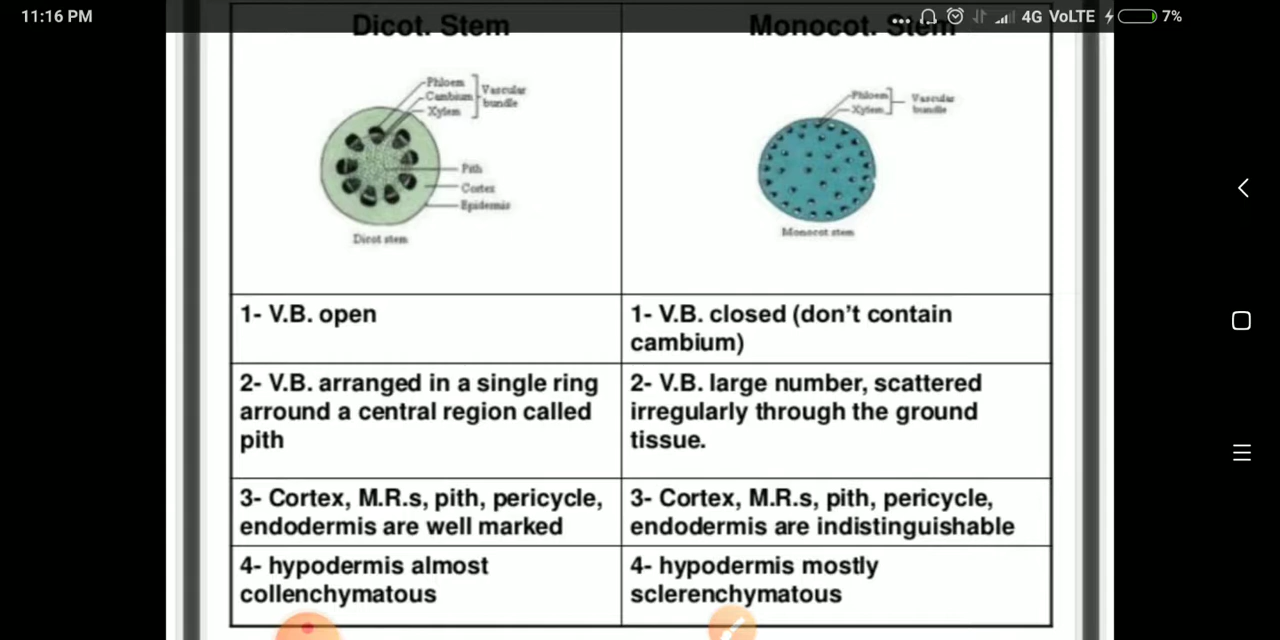 11:16 PM
4G VoLTE
7%
Dicot. Stem
Monocot. Stem
Phloem
Cambium
Xylem
Vascular
bundle
Pith
Cortex
Epidermis
Dicot stem
Phloem
Xylem
Vascular
bundle
Monocot stem
1- V.B. open
1- V.B. closed (don't contain
cambium)
2- V.B. arranged in a single ring
arround a central region called
pith
2- V.B. large number, scattered
irregularly through the ground
tissue.
3- Cortex, M.R.s, pith, pericycle,
endodermis are well marked
3- Cortex, M.R.s, pith, pericycle,
endodermis are indistinguishable
4- hypodermis almost
collenchymatous
4- hypodermis mostly
sclerenchymatous